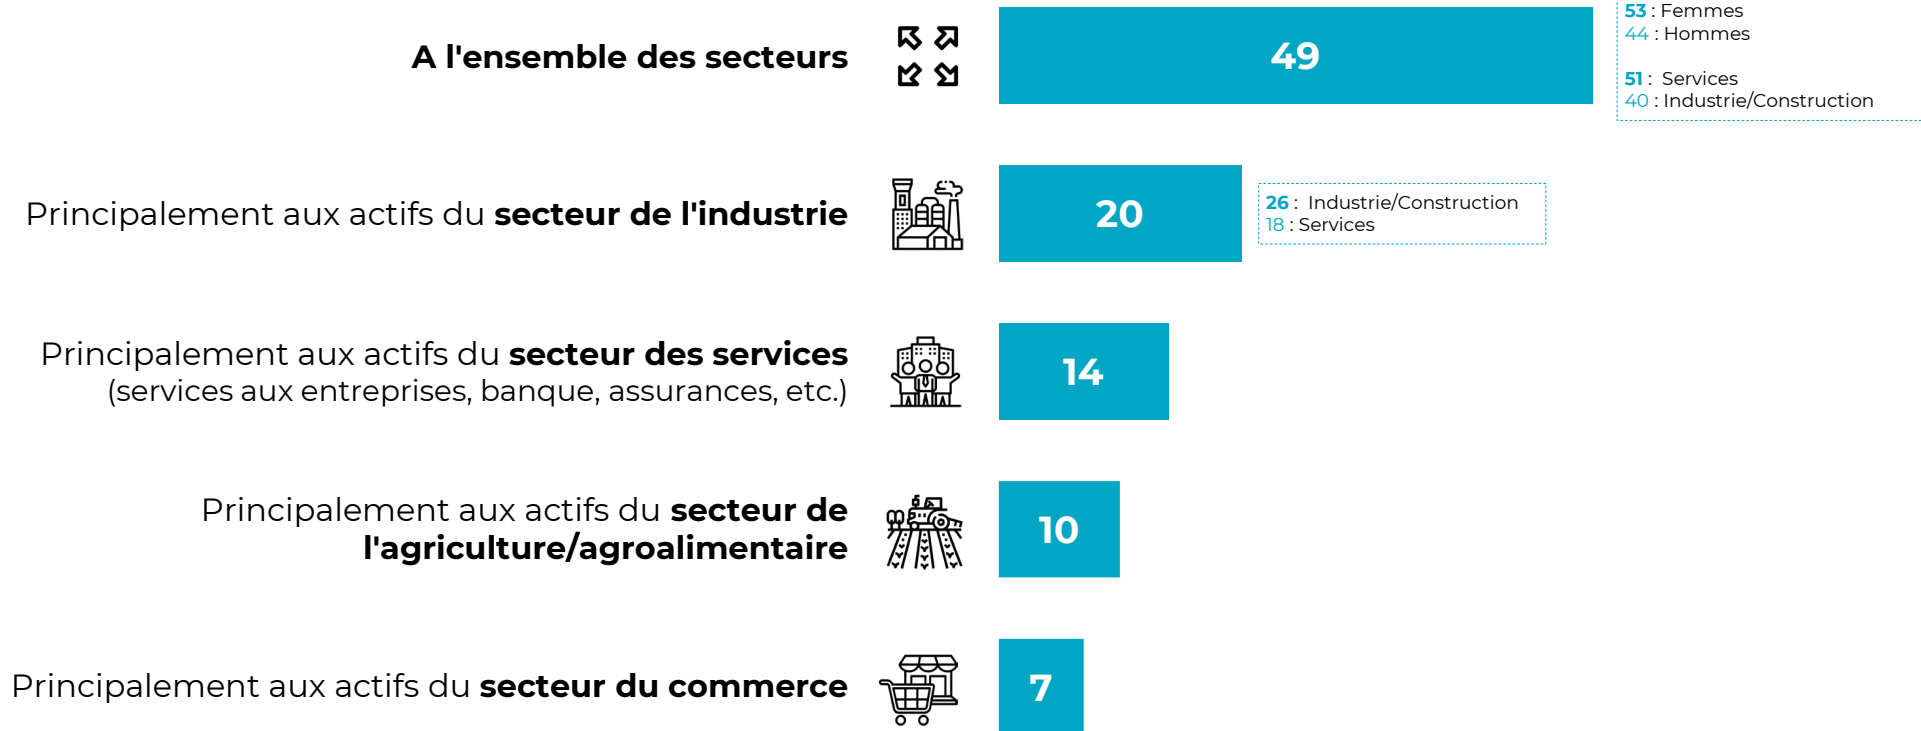 A l'ensemble des secteurs
49
53 : Femmes
44 : Hommes
51 : Services
40 : Industrie/Construction
Principalement aux actifs du secteur de l'industrie
20
26 : Industrie/Construction
18 : Services
Principalement aux actifs du secteur des services
(services aux entreprises, banque, assurances, etc.)
14
Principalement aux actifs du secteur de
l'agriculture/agroalimentaire
10
Principalement aux actifs du secteur du commerce
7